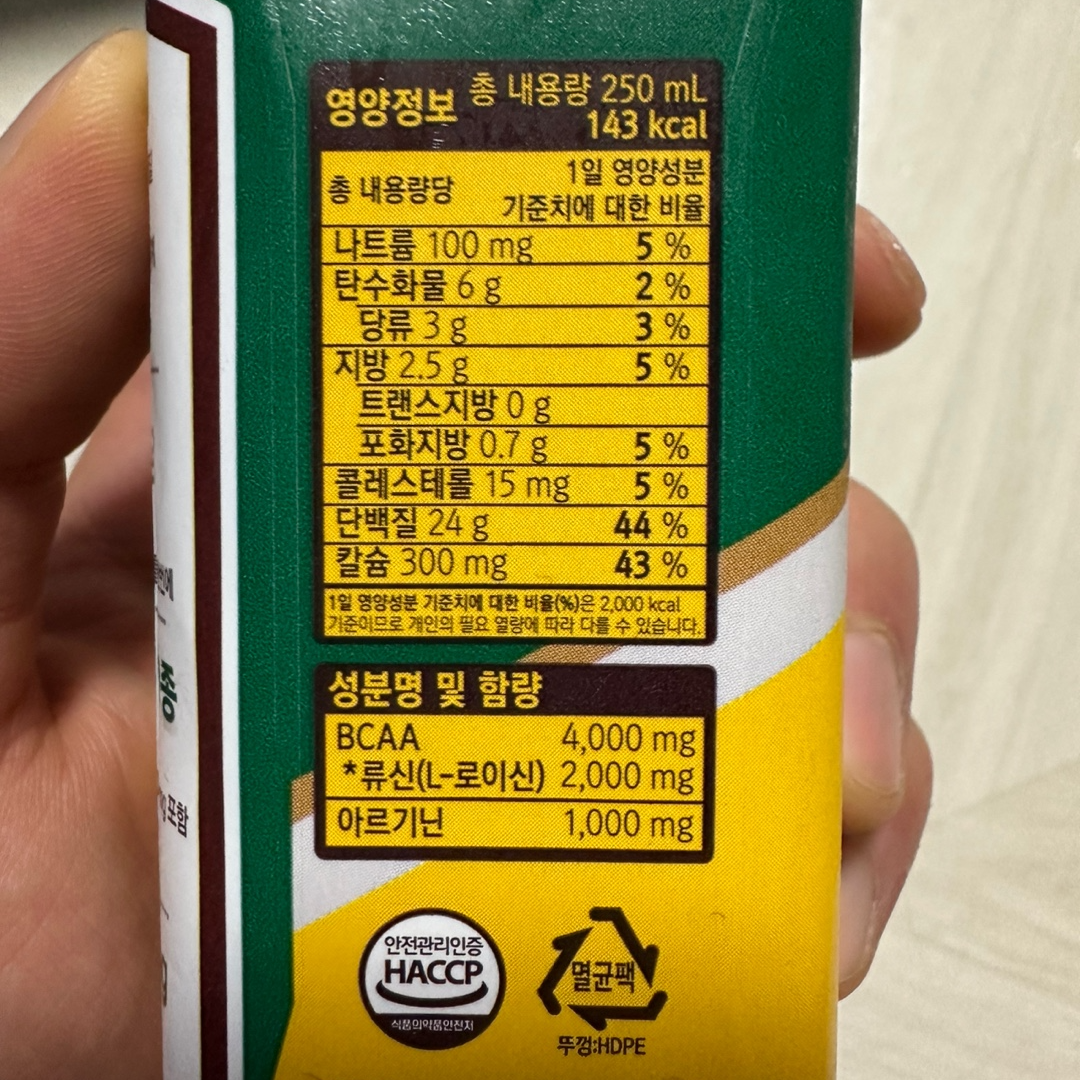 영양정보 총 내용량 250 mL
143 kcal
총 내용량당 1일 영양성분
기준치에 대한 비율
나트륨 100 mg 5 %
탄수화물 6 g 2 %
당류 3 g 3 %
지방 2.5 g 5 %
트랜스지방 0 g
포화지방 0.7 g 5 %
콜레스테롤 15 mg 5 %
단백질 24 g 44 %
칼슘 300 mg 43 %
1일 영양성분 기준치에 대한 비율(%)은 2,000 kcal
기준이므로 개인의 필요 열량에 따라 다를 수 있습니다.
성분명 및 함량
BCAA 4,000 mg
*류신(L-로이신) 2,000 mg
아르기닌 1,000 mg
안전관리인증
HACCP
식품의약품안전처
멸균팩
뚜껑:HDPE
포함